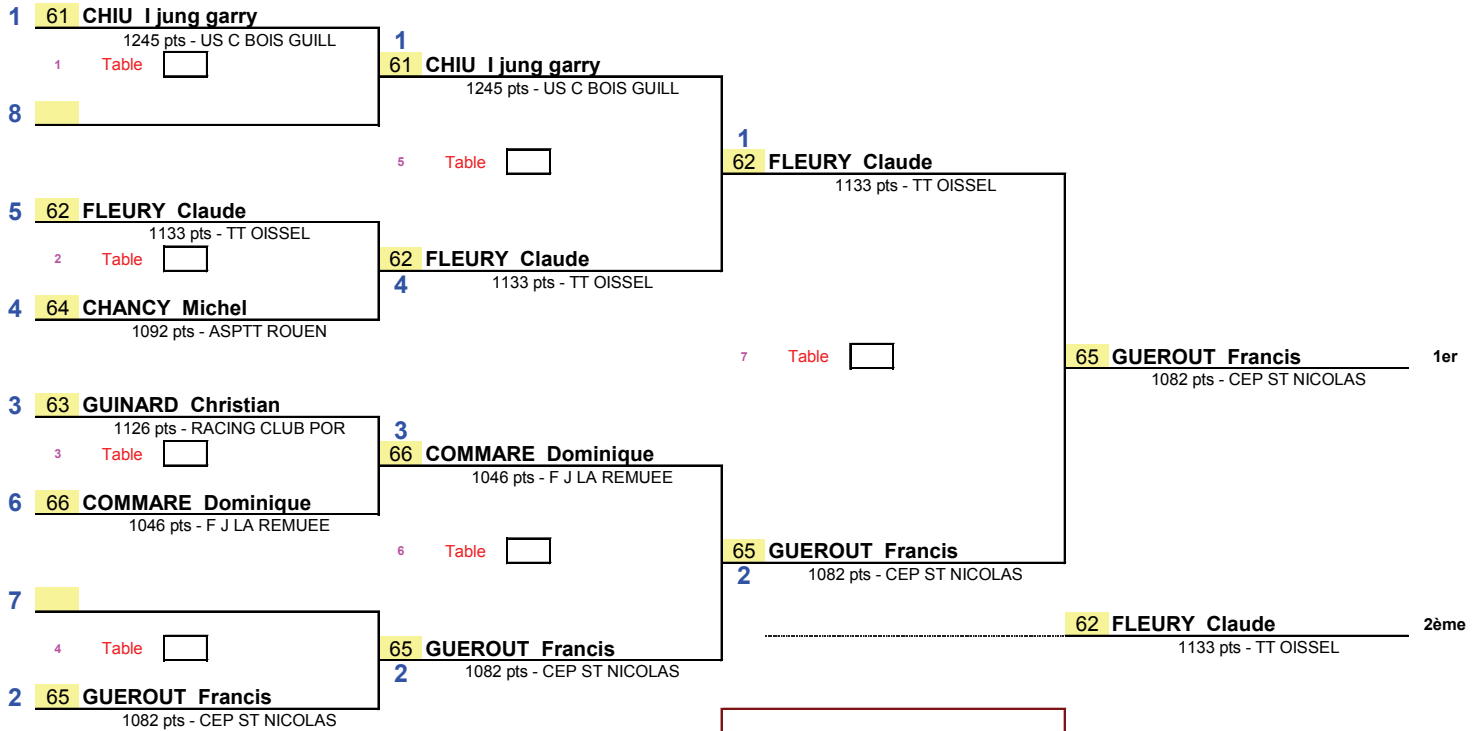 1 61 CHIU I jung garry
1245 pts - US C BOIS GUILL
1 Table
8
1
61 CHIU I jung garry
1245 pts - US C BOIS GUILL
5 Table
5 62 FLEURY Claude
1133 pts - TT OISSEL
2 Table
4 64 CHANCY Michel
1092 pts - ASPTT ROUEN
62 FLEURY Claude
4 1133 pts - TT OISSEL
1
62 FLEURY Claude
1133 pts - TT OISSEL
7 Table
3 63 GUINARD Christian
1126 pts - RACING CLUB POR
3 Table
6 66 COMMARE Dominique
1046 pts - F J LA REMUEE
3
66 COMMARE Dominique
1046 pts - F J LA REMUEE
6 Table
7
4 Table
2 65 GUEROUT Francis
1082 pts - CEP ST NICOLAS
65 GUEROUT Francis
2 1082 pts - CEP ST NICOLAS
65 GUEROUT Francis
2 1082 pts - CEP ST NICOLAS
65 GUEROUT Francis 1er
1082 pts - CEP ST NICOLAS
62 FLEURY Claude 2ème
1133 pts - TT OISSEL